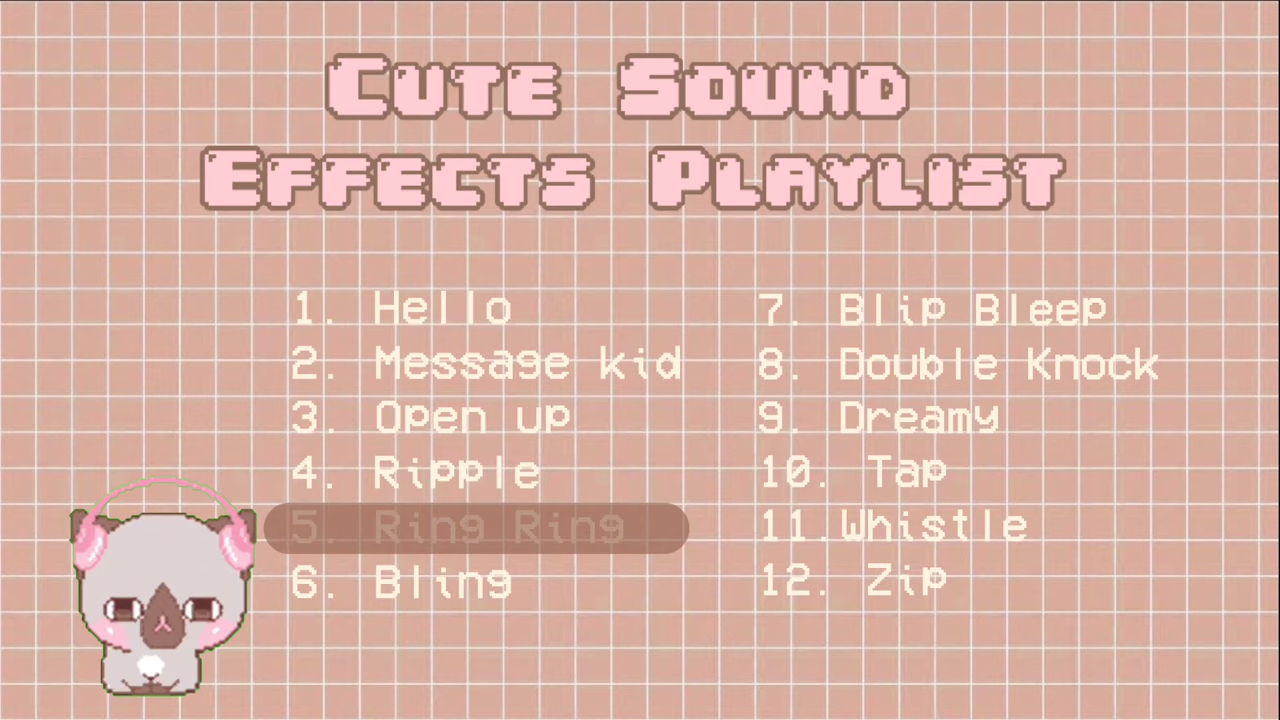 Cute Sound
Effects Playlist
1. Hello
2. Message kid
3. Open up
4. Ripple
5. Ring Ring
6. Bling
7. Blip Bleep
8. Double Knock
9. Dreamy
10. Tap
11.Whistle
12. Zip